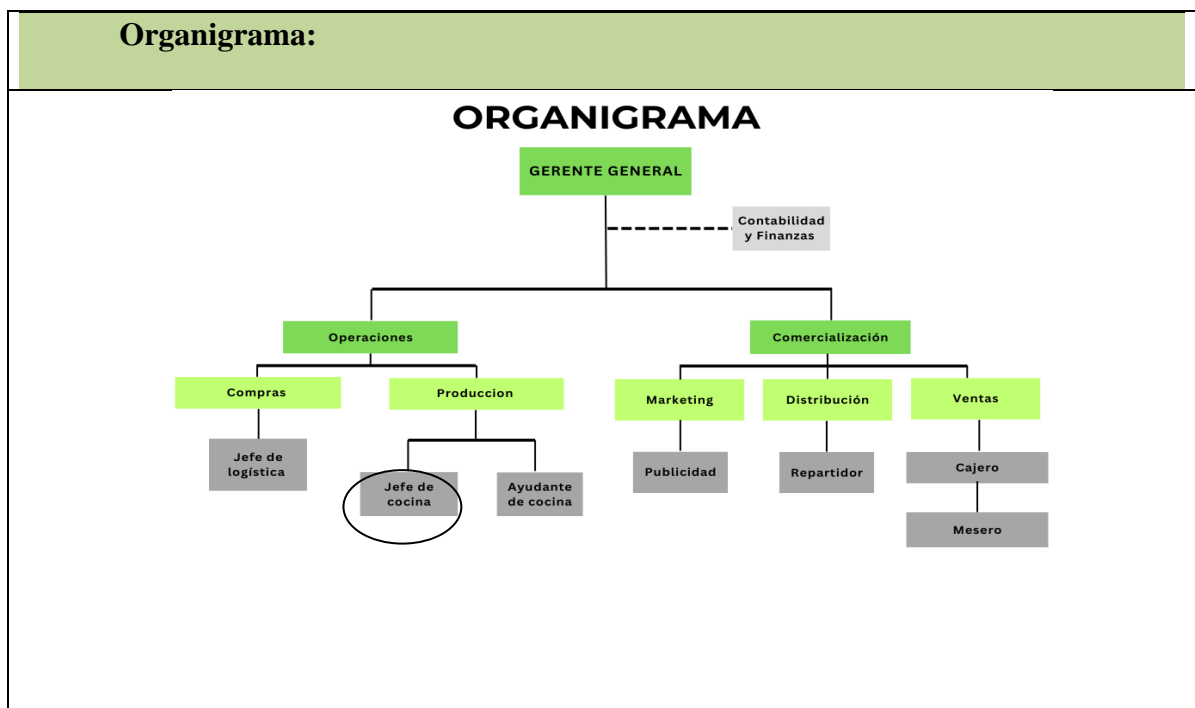 Organigrama:
ORGANIGRAMA
GERENTE GENERAL
Contabilidad
y Finanzas
Operaciones
Comercialización
Compras
Produccion
Marketing
Distribución
Ventas
Jefe de
logística
Jefe de
cocina
Ayudante
de cocina
Publicidad
Repartidor
Cajero
Mesero